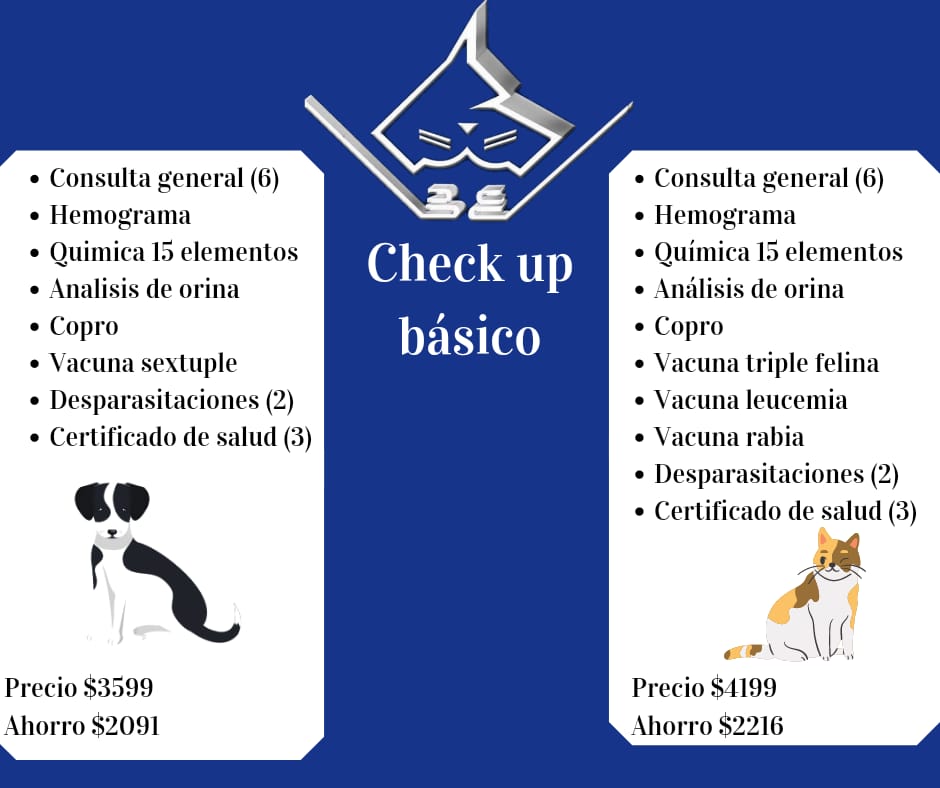 Check up
básico
• Consulta general (6)
• Hemograma
• Quimica 15 elementos
• Analisis de orina
• Copro
• Vacuna sextuple
• Desparasitaciones (2)
• Certificado de salud (3)
Precio $3599
Ahorro $2091
• Consulta general (6)
• Hemograma
• Química 15 elementos
• Análisis de orina
• Copro
• Vacuna triple felina
• Vacuna leucemia
• Vacuna rabia
• Desparasitaciones (2)
• Certificado de salud (3)
Precio $4199
Ahorro $2216